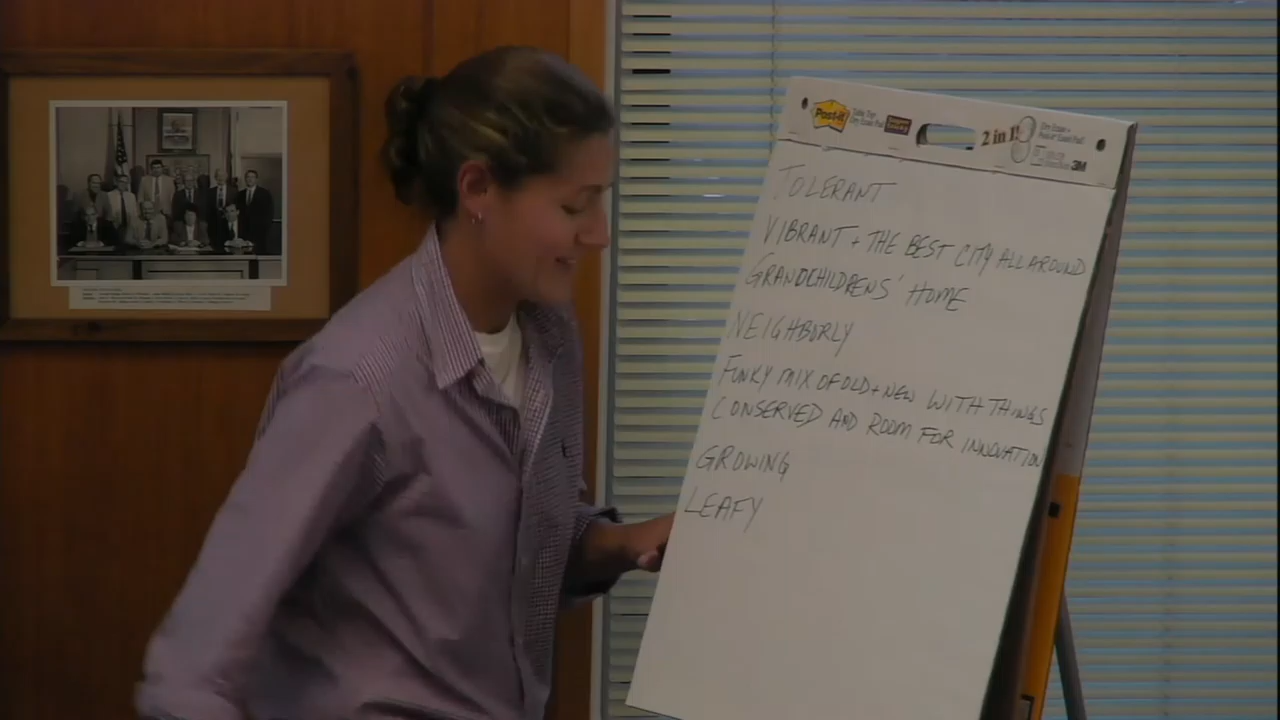 Post-it
2 in 1!
3M
TOLERANT
VIBRANT + THE BEST CITY ALL AROUND
GRANDCHILDRENS' HOME
NEIGHBORLY
FUNKY MIX OF OLD + NEW WITH THINGS
CONSERVED AND ROOM FOR INNOVATION
GROWING
LEAFY